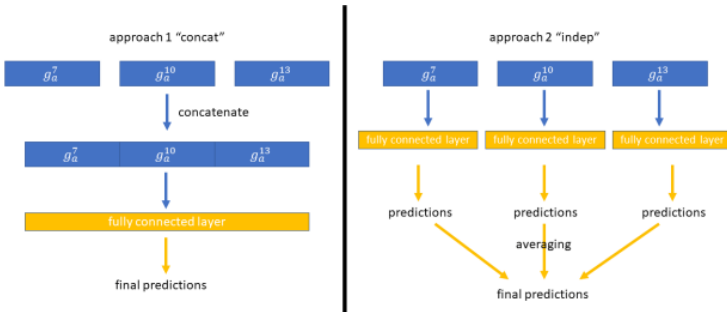 approach 1 “concat”
g_a^7 g_a^10 g_a^13
concatenate
g_a^7 g_a^10 g_a^13
fully connected layer
final predictions
approach 2 “indep”
g_a^7 g_a^10 g_a^13
fully connected layer fully connected layer fully connected layer
predictions predictions predictions
averaging
final predictions